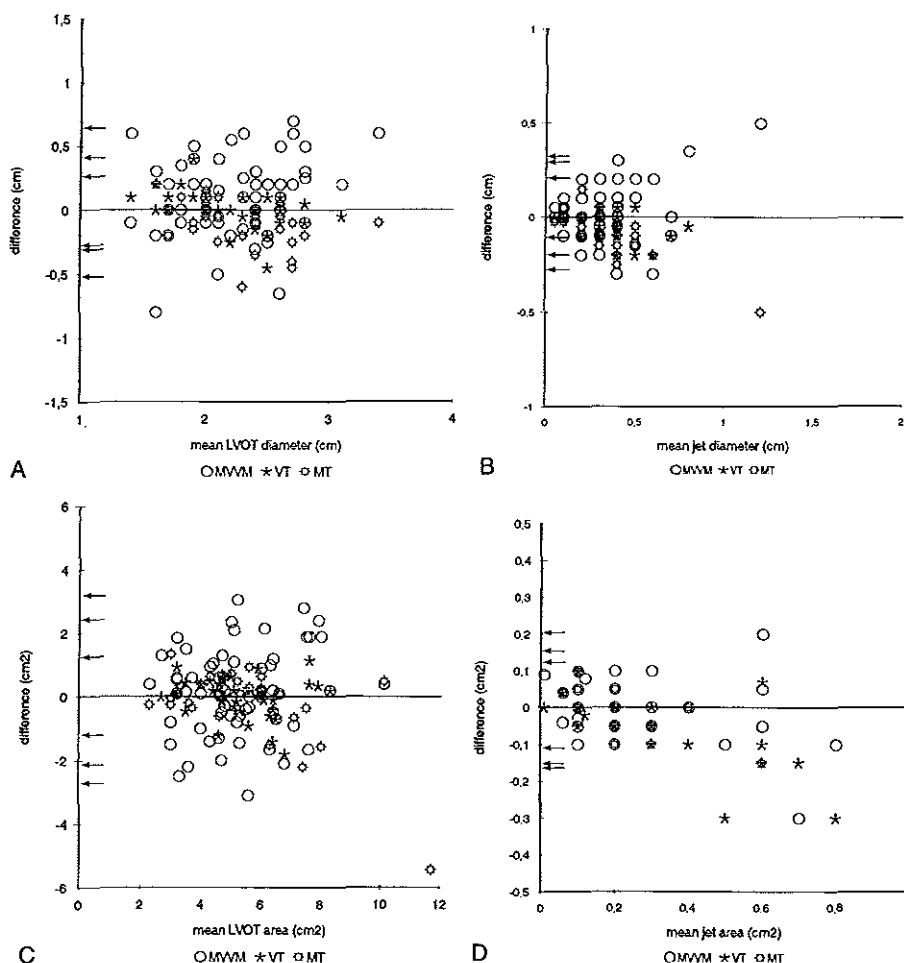 1,5
1
0,5
0
-0,5
-1
-1,5
difference (cm)
1 2 3 4
mean LVOT diameter (cm)
MVVM VT MT
A
1
0,5
0
-0,5
-1
difference (cm)
0 0,5 1 1,5 2
mean jet diameter (cm)
MVVM VT MT
B
6
4
2
0
-2
-4
-6
difference (cm2)
0 2 4 6 8 10 12
mean LVOT area (cm2)
MVVM VT MT
C
0,5
0,4
0,3
0,2
0,1
0
-0,1
-0,2
-0,3
-0,4
-0,5
difference (cm2)
0 0,2 0,4 0,6 0,8
mean jet area (cm2)
MVVM VT MT
D